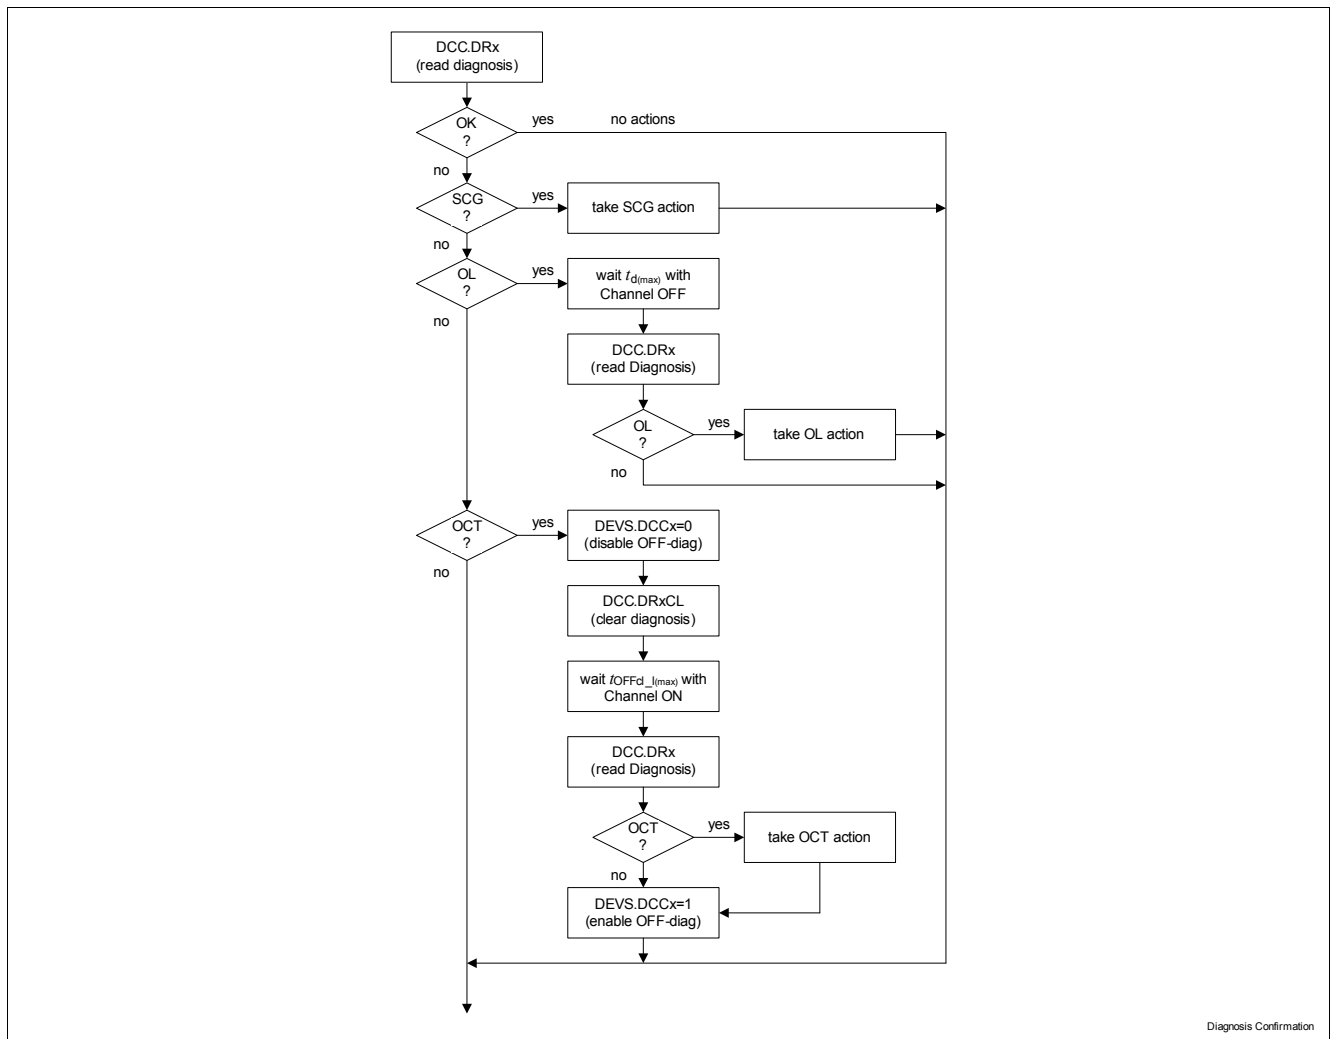 DCC.DRx
(read diagnosis)
OK
?
yes
no actions
no
SCG
?
yes
take SCG action
no
OL
?
yes
wait td(max) with
Channel OFF
no
DCC.DRx
(read Diagnosis)
OL
?
yes
take OL action
no
OCT
?
yes
DEVS.DCCx=0
(disable OFF-diag)
no
DCC.DRxCL
(clear diagnosis)
wait tOFFcl_l(max) with
Channel ON
DCC.DRx
(read Diagnosis)
OCT
?
yes
take OCT action
no
DEVS.DCCx=1
(enable OFF-diag)
Diagnosis Confirmation